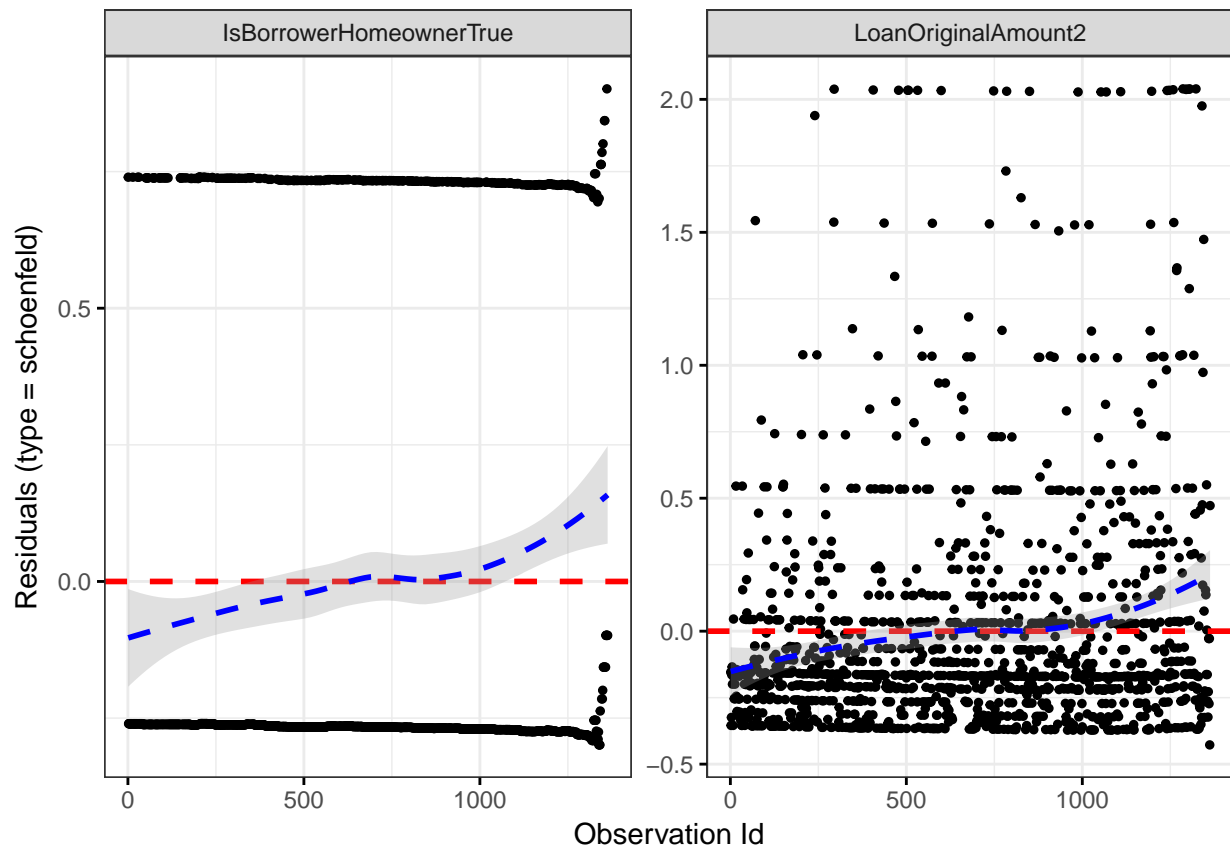 IsBorrowerHomeownerTrue
LoanOriginalAmount2
Residuals (type = schoenfeld)
0.5
0.0
2.0
1.5
1.0
0.5
0.0
−0.5
0 500 1000
0 500 1000
Observation Id